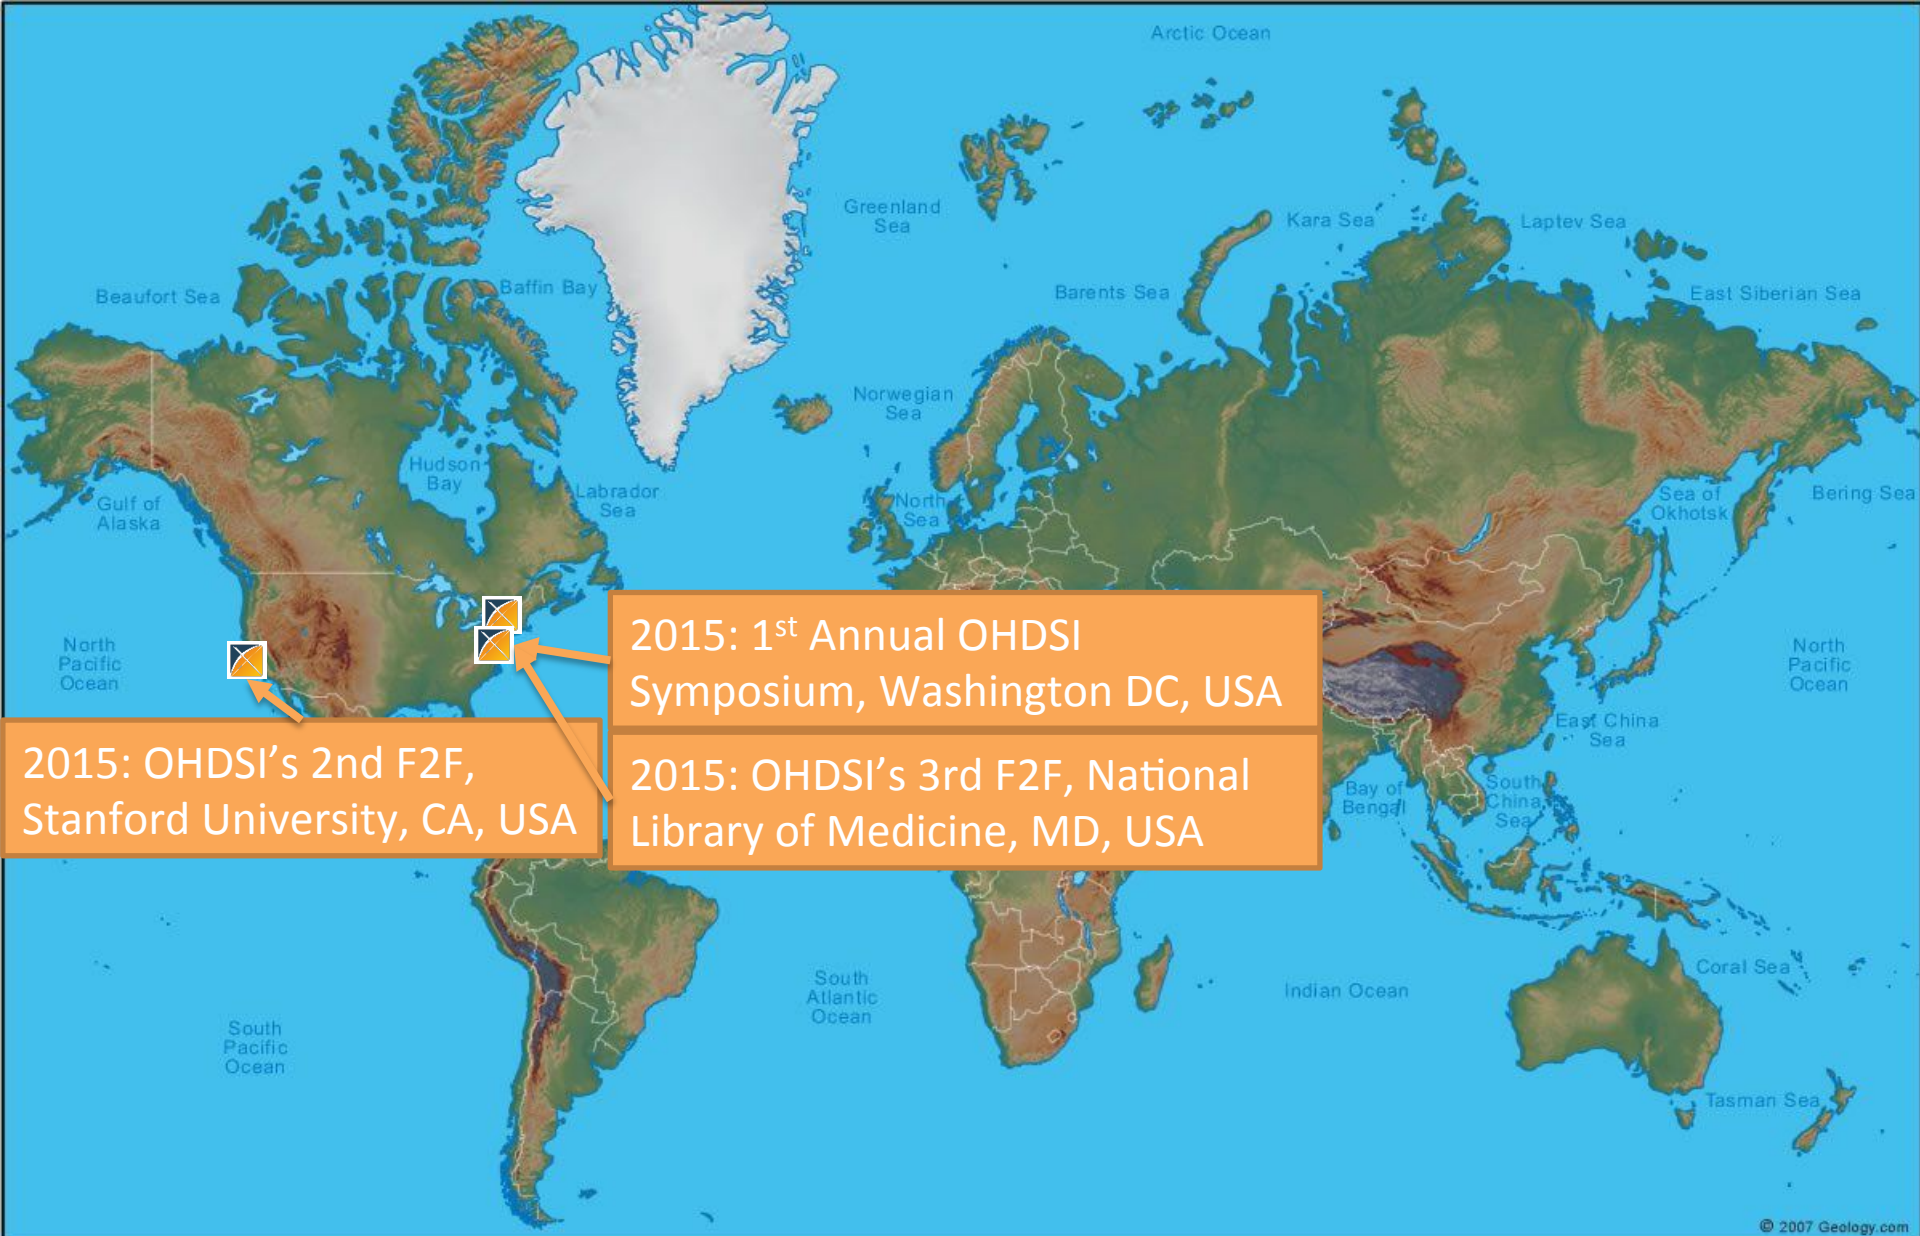 Arctic Ocean
Greenland
Sea
Kara Sea
Laptev Sea
Beaufort Sea
Baffin Bay
Barents Sea
East Siberian Sea
Norwegian
Sea
Hudson
Bay
Labrador
Sea
Gulf of
Alaska
North
Sea
Sea of
Okhotsk
Bering Sea
North
Pacific
Ocean
2015: 1st Annual OHDSI
Symposium, Washington DC, USA
North
Pacific
Ocean
East China
Sea
2015: OHDSI’s 2nd F2F,
Stanford University, CA, USA
2015: OHDSI’s 3rd F2F, National
Library of Medicine, MD, USA
Bay of
Bengal
South
China
Sea
South
Atlantic
Ocean
Indian Ocean
Coral Sea
South
Pacific
Ocean
Tasman Sea
© 2007 Geology.com